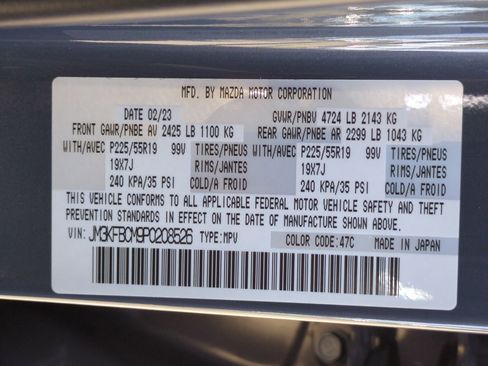 MFD. BY MAZDA MOTOR CORPORATION
DATE 02/23 GVWR/PNBV 4724 LB 2143 KG
FRONT GAWR/PNBE AV 2425 LB 1100 KG REAR GAWR/PNBE AR 2299 LB 1043 KG
WITH/AVEC P225/55R19 99V TIRES/PNEUS WITH/AVEC P225/55R19 99V TIRES/PNEUS
19X7J RIMS/JANTES 19X7J RIMS/JANTES
240 KPA/35 PSI COLD/A FROID 240 KPA/35 PSI COLD/A FROID
THIS VEHICLE CONFORMS TO ALL APPLICABLE FEDERAL MOTOR VEHICLE SAFETY AND THEFT
PREVENTION STANDARDS IN EFFECT ON THE DATE OF MANUFACTURE SHOWN ABOVE.
VIN: JM3KFBCM9P0208526 TYPE: MPV COLOR CODE: 47C MADE IN JAPAN